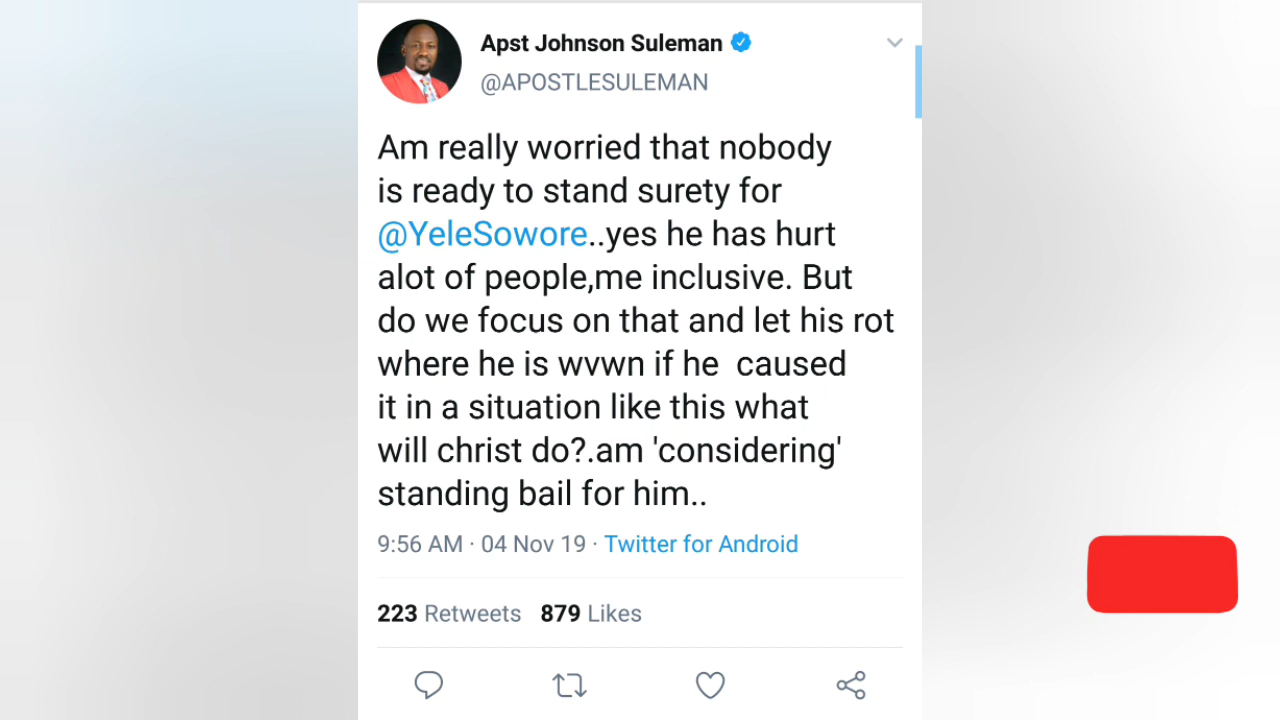 Apst Johnson Suleman
@APOSTLESULEMAN
Am really worried that nobody
is ready to stand surety for
@YeleSowore..yes he has hurt
alot of people,me inclusive. But
do we focus on that and let his rot
where he is wvwn if he  caused
it in a situation like this what
will christ do?.am 'considering'
standing bail for him..
9:56 AM · 04 Nov 19 · Twitter for Android
223 Retweets 879 Likes